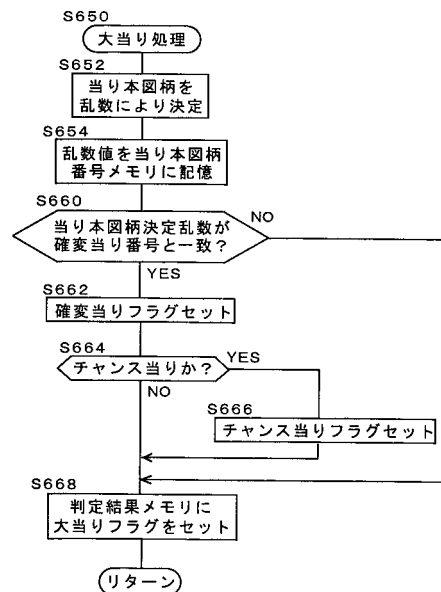 S650
大当り処理
S652
当り本図柄を
乱数により決定
S654
乱数値を当り本図柄
番号メモリに記憶
S660
当り本図柄決定乱数が
確変当り番号と一致?
NO
YES
S662
確変当りフラグセット
S664
チャンス当りか?
YES
NO
S666
チャンス当りフラグセット
S668
判定結果メモリに
大当りフラグをセット
リターン